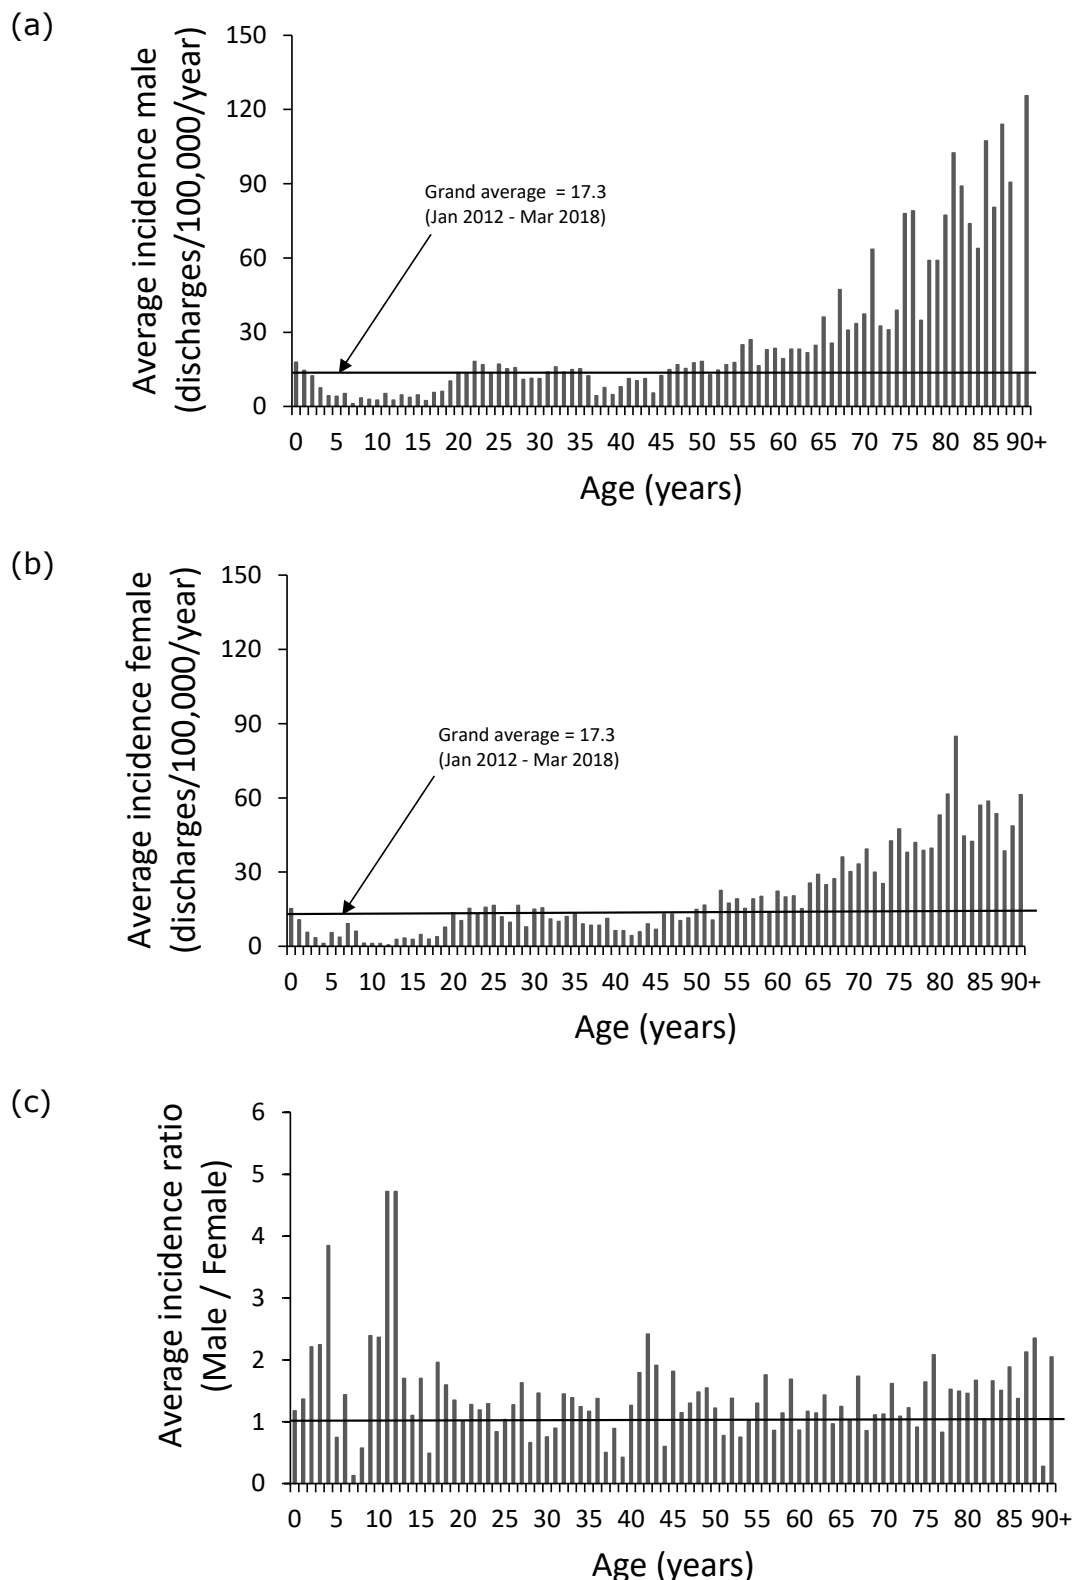 (a)
Average incidence male
(discharges/100,000/year)
150
120
90
60
30
0
Grand average = 17.3
(Jan 2012 - Mar 2018)
0 5 10 15 20 25 30 35 40 45 50 55 60 65 70 75 80 85 90+
Age (years)
(b)
Average incidence female
(discharges/100,000/year)
150
120
90
60
30
0
Grand average = 17.3
(Jan 2012 - Mar 2018)
0 5 10 15 20 25 30 35 40 45 50 55 60 65 70 75 80 85 90+
Age (years)
(c)
Average incidence ratio
(Male / Female)
6
5
4
3
2
1
0
0 5 10 15 20 25 30 35 40 45 50 55 60 65 70 75 80 85 90+
Age (years)